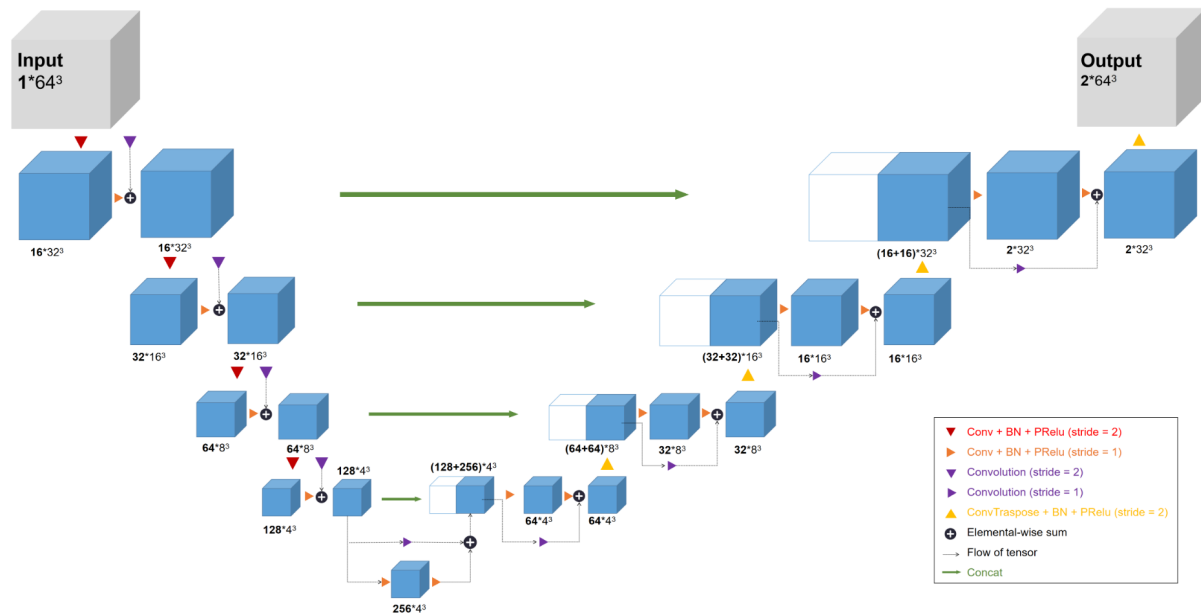 Input
1*64³
Output
2*64³
16*32³
16*32³
(16+16)*32³
2*32³
2*32³
32*16³
32*16³
(32+32)*16³
16*16³
16*16³
64*8³
64*8³
(64+64)*8³
32*8³
32*8³
128*4³
128*4³
(128+256)*4³
64*4³
64*4³
256*4³
Conv + BN + PRelu (stride = 2)
Conv + BN + PRelu (stride = 1)
Convolution (stride = 2)
Convolution (stride = 1)
ConvTraspose + BN + PRelu (stride = 2)
Elemental-wise sum
Flow of tensor
Concat